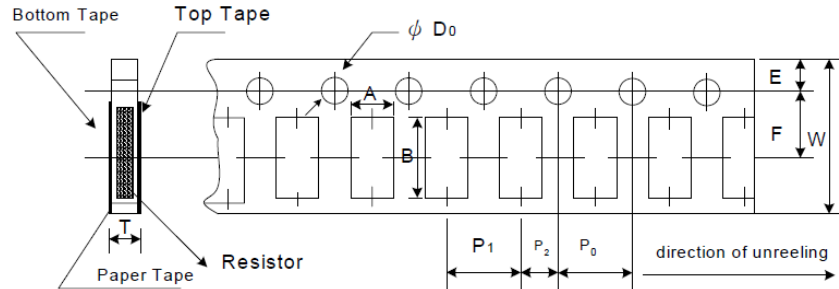 Bottom Tape
Top Tape
ϕ D0
A
B
E
F
W
T
P1
P2
P0
Paper Tape
Resistor
direction of unreeling